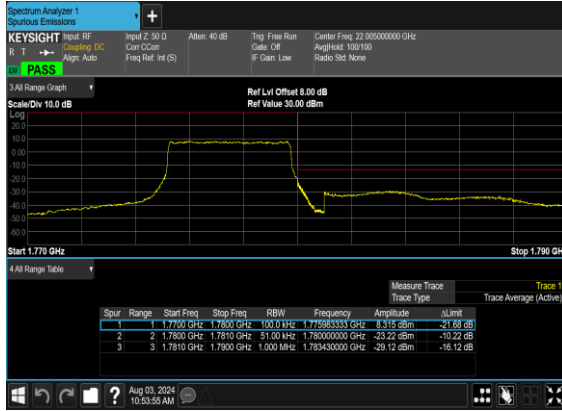 Spectrum Analyzer 1
Spurious Emissions
+
KEYSIGHT Input: RF Input Z: 50 Ω Atten: 40 dB Trig: Free Run Center Freq: 22.005000000 GHz
R T Coupling: DC Corr CCorr Gate: Off Avg|Hold: 100/100
Align: Auto Freq Ref: Int (S) IF Gain: Low Radio Std: None
PASS
3 All Range Graph
Ref Lvl Offset 8.00 dB
Scale/Div 10.0 dB Ref Value 30.00 dBm
Log
20.0
10.0
0.00
-10.0
-20.0
-30.0
-40.0
-50.0
-60.0
Start 1.770 GHz Stop 1.790 GH
4 All Range Table
Measure Trace Trace 1
Trace Type Trace Average (Active)
Spur Range Start Freq Stop Freq RBW Frequency Amplitude ΔLimit
1 1 1.7700 GHz 1.7800 GHz 100.0 kHz 1.775983333 GHz 8.315 dBm -21.68 dB
2 2 1.7800 GHz 1.7810 GHz 51.00 kHz 1.780000000 GHz -23.22 dBm -10.22 dB
3 3 1.7810 GHz 1.7900 GHz 1.000 MHz 1.783430000 GHz -29.12 dBm -16.12 dB
? Aug 03, 2024
10:53:55 AM